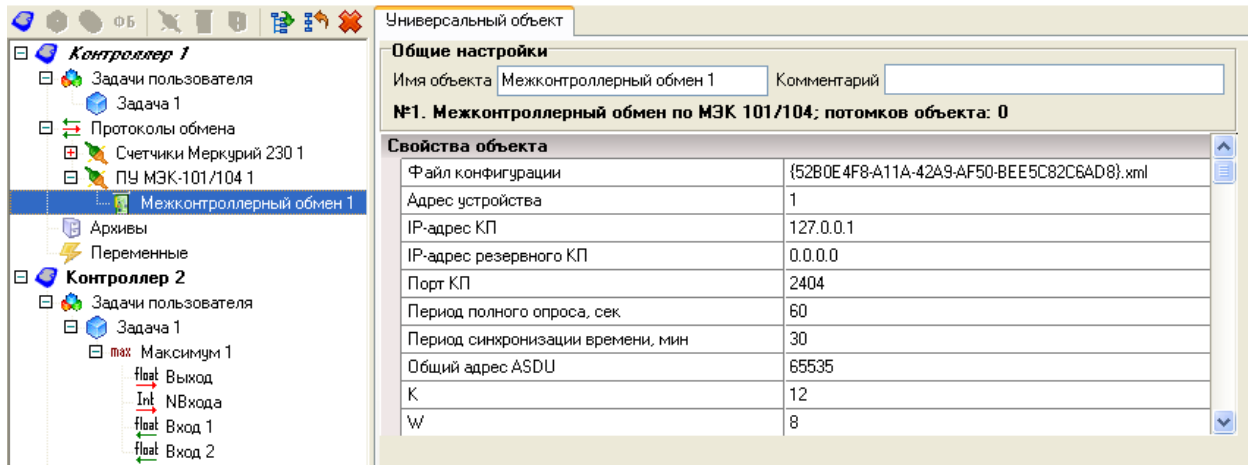 ФБ
Контроллер 1
Задачи пользователя
Задача 1
Протоколы обмена
Счетчики Меркурий 230 1
ПУ МЭК-101/104 1
Межконтроллерный обмен 1
Архивы
Переменные
Контроллер 2
Задачи пользователя
Задача 1
max Максимум 1
float Выход
Int NВхода
float Вход 1
float Вход 2
Универсальный объект
Общие настройки
Имя объекта Межконтроллерный обмен 1 Комментарий
№1. Межконтроллерный обмен по МЭК 101/104; потомков объекта: 0
Свойства объекта
Файл конфигурации {52B0E4F8-A11A-42A9-AF50-BEE5C82C6AD8}.xml
Адрес устройства 1
IP-адрес КП 127.0.0.1
IP-адрес резервного КП 0.0.0.0
Порт КП 2404
Период полного опроса, сек 60
Период синхронизации времени, мин 30
Общий адрес ASDU 65535
K 12
W 8